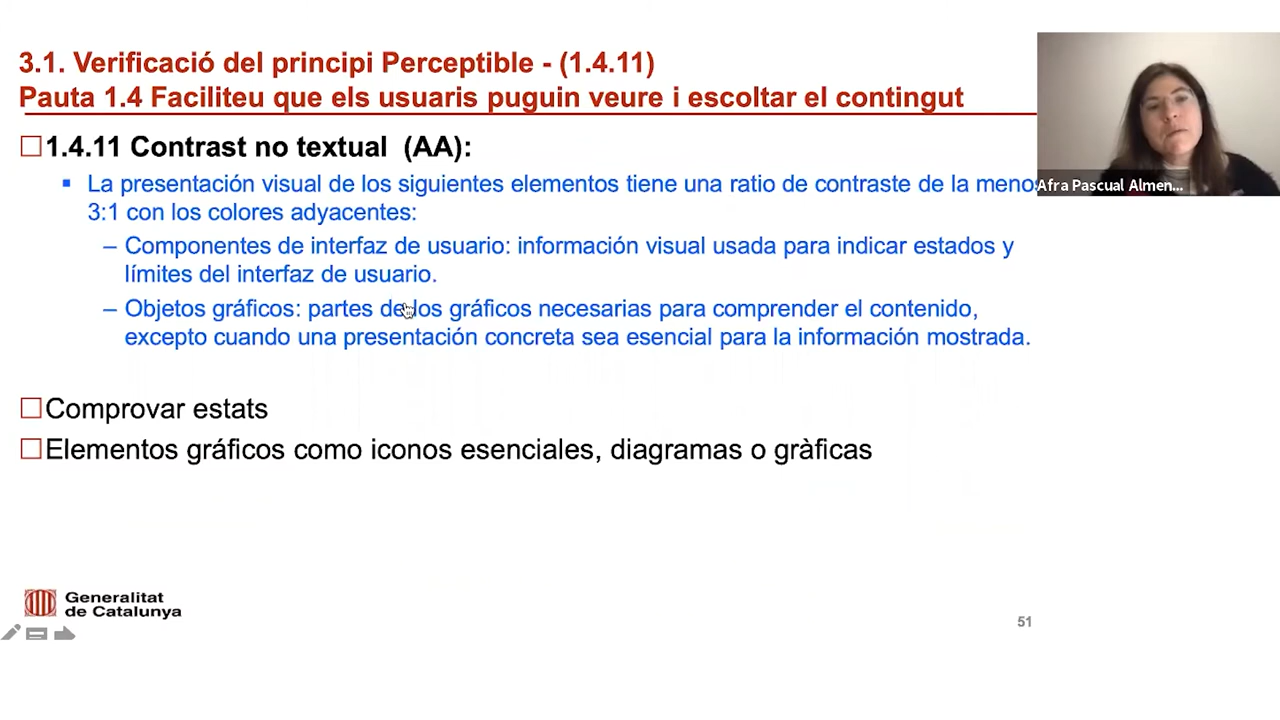 3.1. Verificació del principi Perceptible - (1.4.11)
Pauta 1.4 Faciliteu que els usuaris puguin veure i escoltar el contingut
1.4.11 Contrast no textual (AA):
La presentación visual de los siguientes elementos tiene una ratio de contraste de la meno
3:1 con los colores adyacentes:
– Componentes de interfaz de usuario: información visual usada para indicar estados y
límites del interfaz de usuario.
– Objetos gráficos: partes de los gráficos necesarias para comprender el contenido,
excepto cuando una presentación concreta sea esencial para la información mostrada.
Comprovar estats
Elementos gráficos como iconos esenciales, diagramas o gràficas
Generalitat
de Catalunya
51
Afra Pascual Almen...